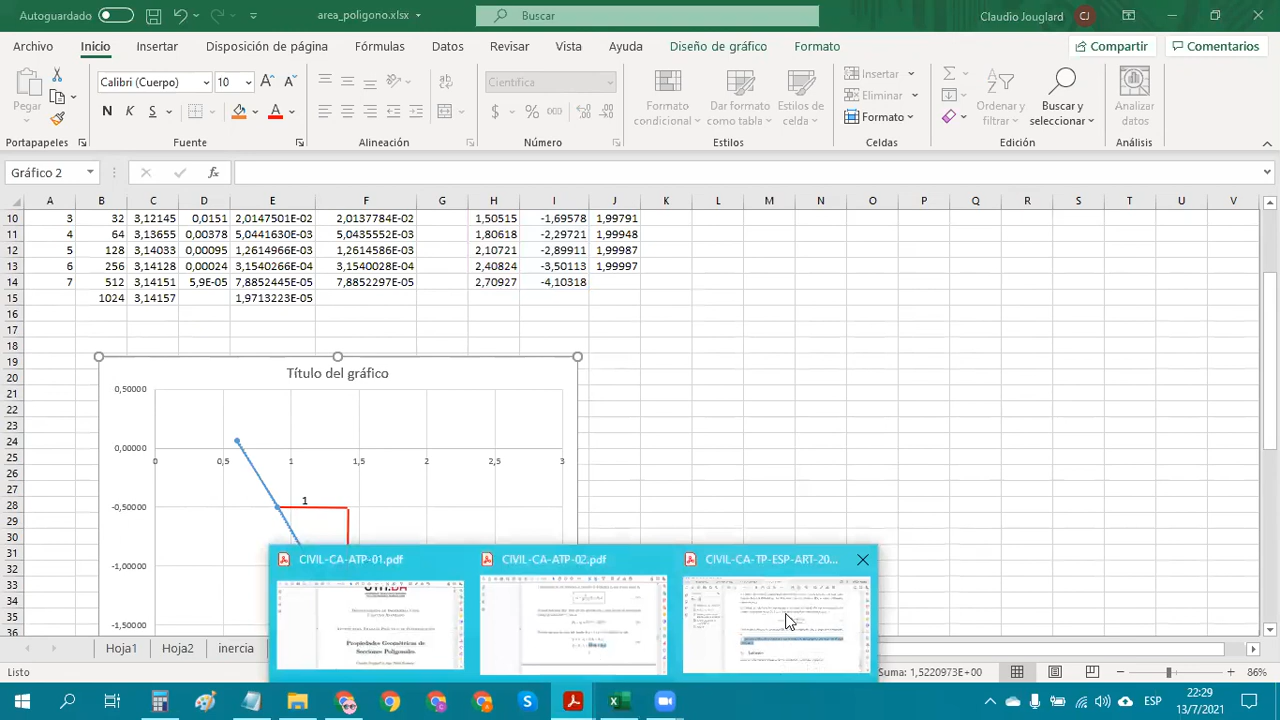 Autoguardado
area_poligono.xlsx
Buscar
Claudio Jouglard
CJ
Archivo Inicio Insertar Disposición de página Fórmulas Datos Revisar Vista Ayuda Diseño de gráfico Formato
Compartir Comentarios
Calibri (Cuerpo) 10
Científica
Pegar
N K S
Formato condicional
Dar formato como tabla
Estilos de celda
Insertar
Eliminar
Formato
Ordenar y filtrar
Buscar y seleccionar
Analizar datos
Portapapeles Fuente Alineación Número Estilos Celdas Edición Análisis
Gráfico 2
fx
A B C D E F G H I J K L M N O P Q R S T U V
10 3 32 3,12145 0,0151 2,0147501E-02 2,0137784E-02 1,50515 -1,69578 1,99791
11 4 64 3,13655 0,00378 5,0441630E-03 5,0435552E-03 1,80618 -2,29721 1,99948
12 5 128 3,14033 0,00095 1,2614966E-03 1,2614586E-03 2,10721 -2,89911 1,99987
13 6 256 3,14128 0,00024 3,1540266E-04 3,1540028E-04 2,40824 -3,50113 1,99997
14 7 512 3,14151 5,9E-05 7,8852445E-05 7,8852297E-05 2,70927 -4,10318
15 1024 3,14157 1,9713223E-05
16
17
18
19
20
21
22
23
24
25
26
27
28
29
30
31
32
33
34
35
36
Título del gráfico
0,50000
0,00000
0 0,5 1 1,5 2 2,5 3
-0,50000
1
-1,00000
-1,50000
CIVIL-CA-ATP-01.pdf
CIVIL-CA-ATP-02.pdf
CIVIL-CA-TP-ESP-ART-20...
Propiedades Geométricas de
Secciones Poligonales
Hoja1 Hoja2 Inercia
Listo
Suma: 1,5220973E+00
86%
ESP
22:29
13/7/2021